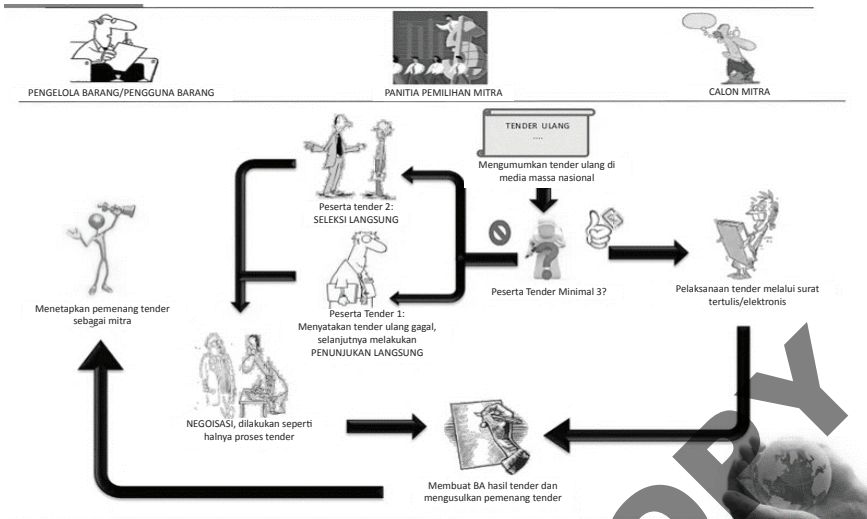 PENGELOLA BARANG/PENGGUNA BARANG
PANITIA PEMILIHAN MITRA
CALON MITRA
TENDER ULANG
....
Mengumumkan tender ulang di
media massa nasional
Peserta tender 2:
SELEKSI LANGSUNG
Peserta Tender Minimal 3?
Pelaksanaan tender melalui surat
tertulis/elektronis
Menetapkan pemenang tender
sebagai mitra
Peserta Tender 1:
Menyatakan tender ulang gagal,
selanjutnya melakukan
PENUNJUKAN LANGSUNG
NEGOISASI, dilakukan seperti
halnya proses tender
Membuat BA hasil tender dan
mengusulkan pemenang tender
OPY